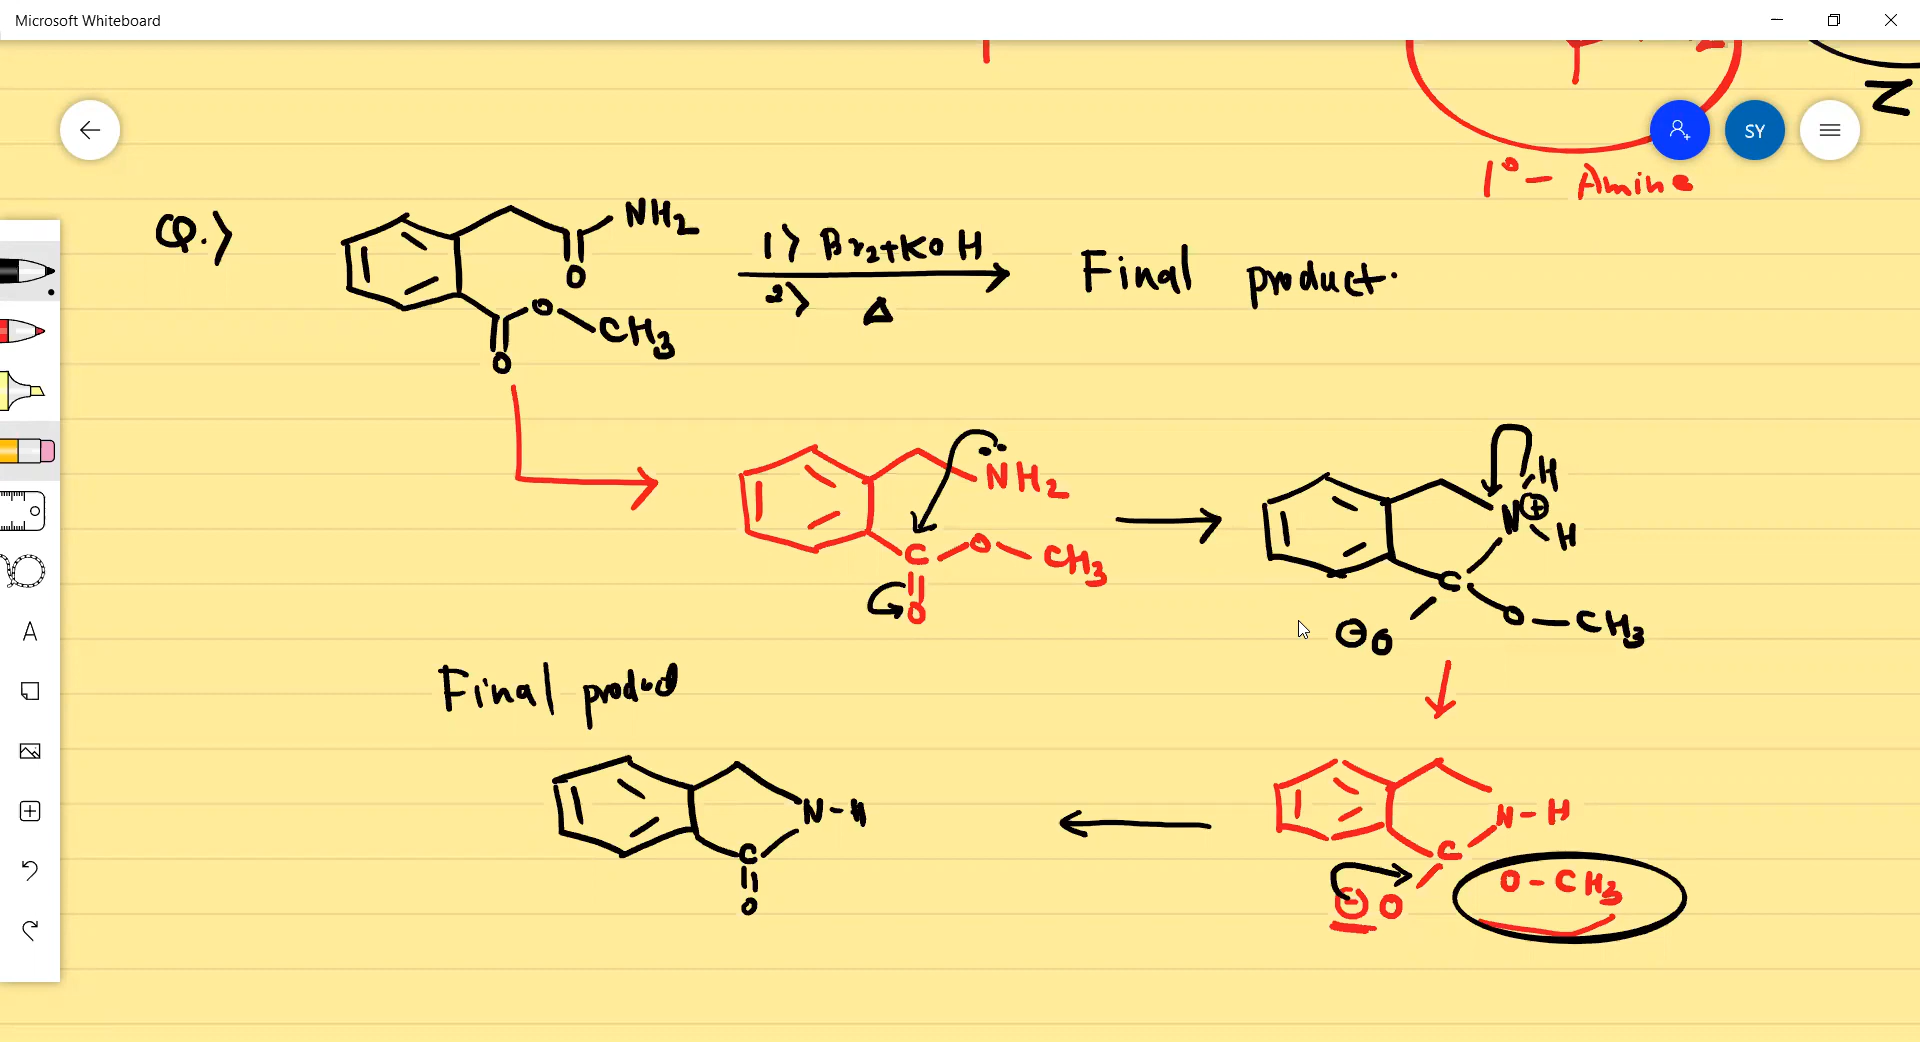 Microsoft Whiteboard
SY
Z
1° - Amine
Q.>
NH2
O
O
CH3
O
1> Br2+KOH
2> Δ
Final product.
NH2
C O CH3
O
H
N⊕
H
C
⊖O O-CH3
Final product
N-H
C
O
N-H
C
⊖O O-CH3
A